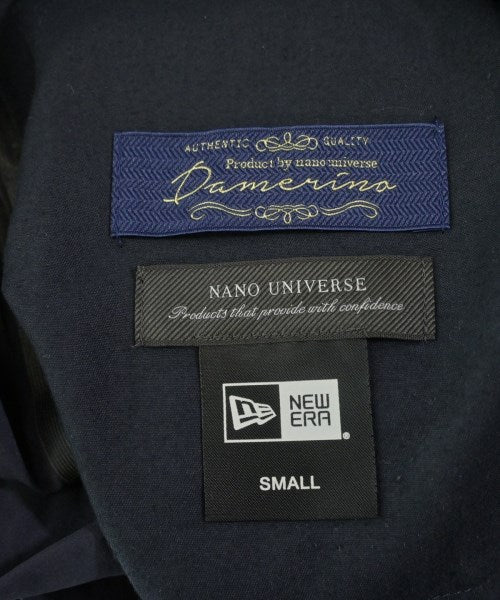 AUTHENTIC QUALITY
Product by nano universe
Damerino
NANO UNIVERSE
Products that provide with confidence
NEW
ERA®
SMALL